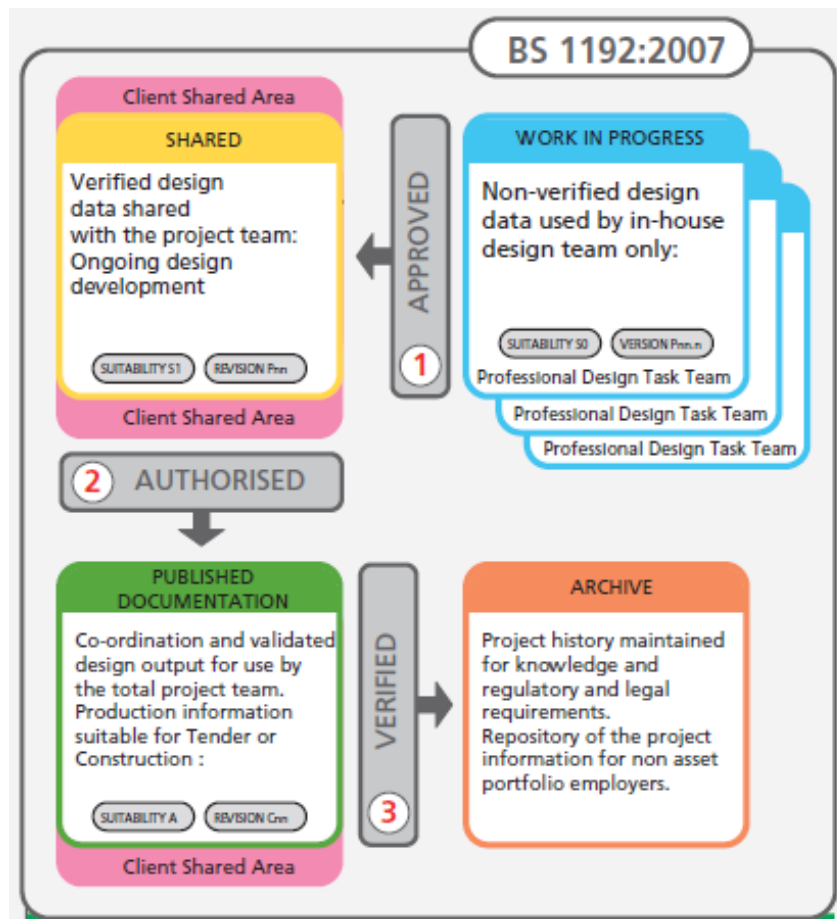 BS 1192:2007
Client Shared Area
SHARED
Verified design
data shared
with the project team:
Ongoing design
development
SUITABILITY S1
REVISION Pnn
Client Shared Area
APPROVED
1
WORK IN PROGRESS
Non-verified design
data used by in-house
design team only:
SUITABILITY S0
VERSION Pnn.n
Professional Design Task Team
Professional Design Task Team
Professional Design Task Team
2 AUTHORISED
PUBLISHED
DOCUMENTATION
Co-ordination and validated
design output for use by
the total project team.
Production information
suitable for Tender or
Construction :
SUITABILITY A
REVISION Cnn
Client Shared Area
VERIFIED
3
ARCHIVE
Project history maintained
for knowledge and
regulatory and legal
requirements.
Repository of the project
information for non asset
portfolio employers.